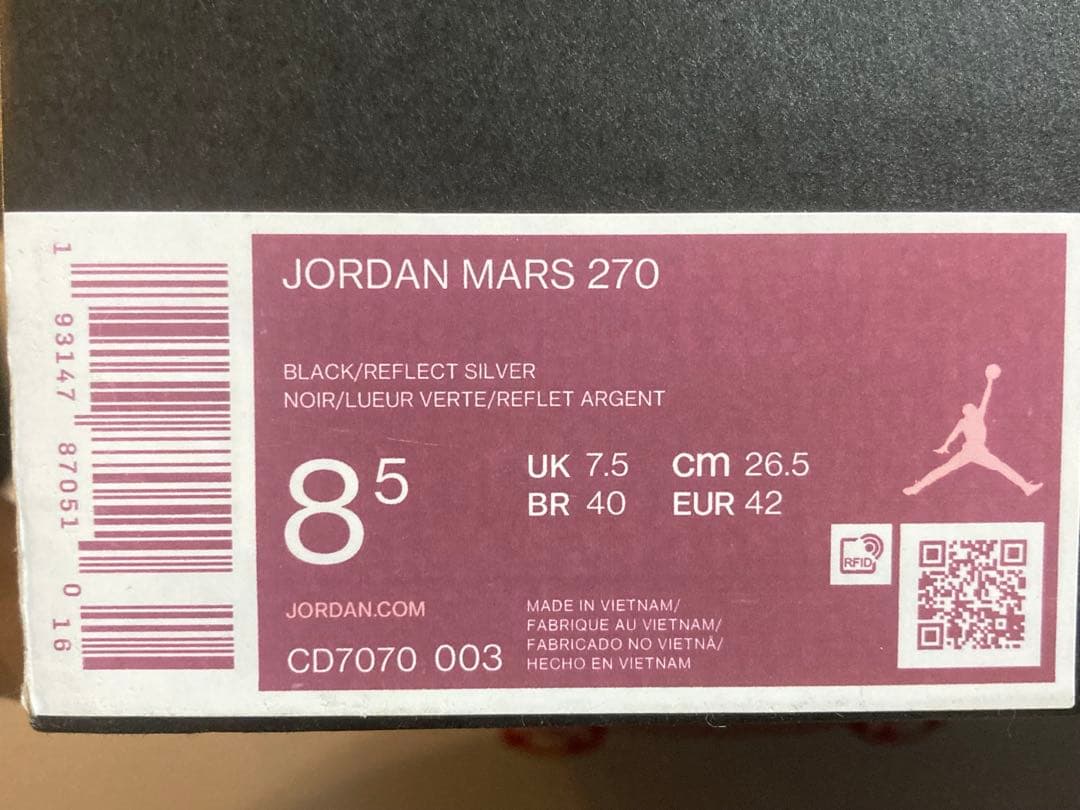 JORDAN MARS 270
BLACK/REFLECT SILVER
NOIR/LUEUR VERTE/REFLET ARGENT
8 5
UK 7.5 cm 26.5
BR 40 EUR 42
RFID
JORDAN.COM
CD7070 003
MADE IN VIETNAM/
FABRIQUE AU VIETNAM/
FABRICADO NO VIETNÃ/
HECHO EN VIETNAM
1 93147 87051 0 16